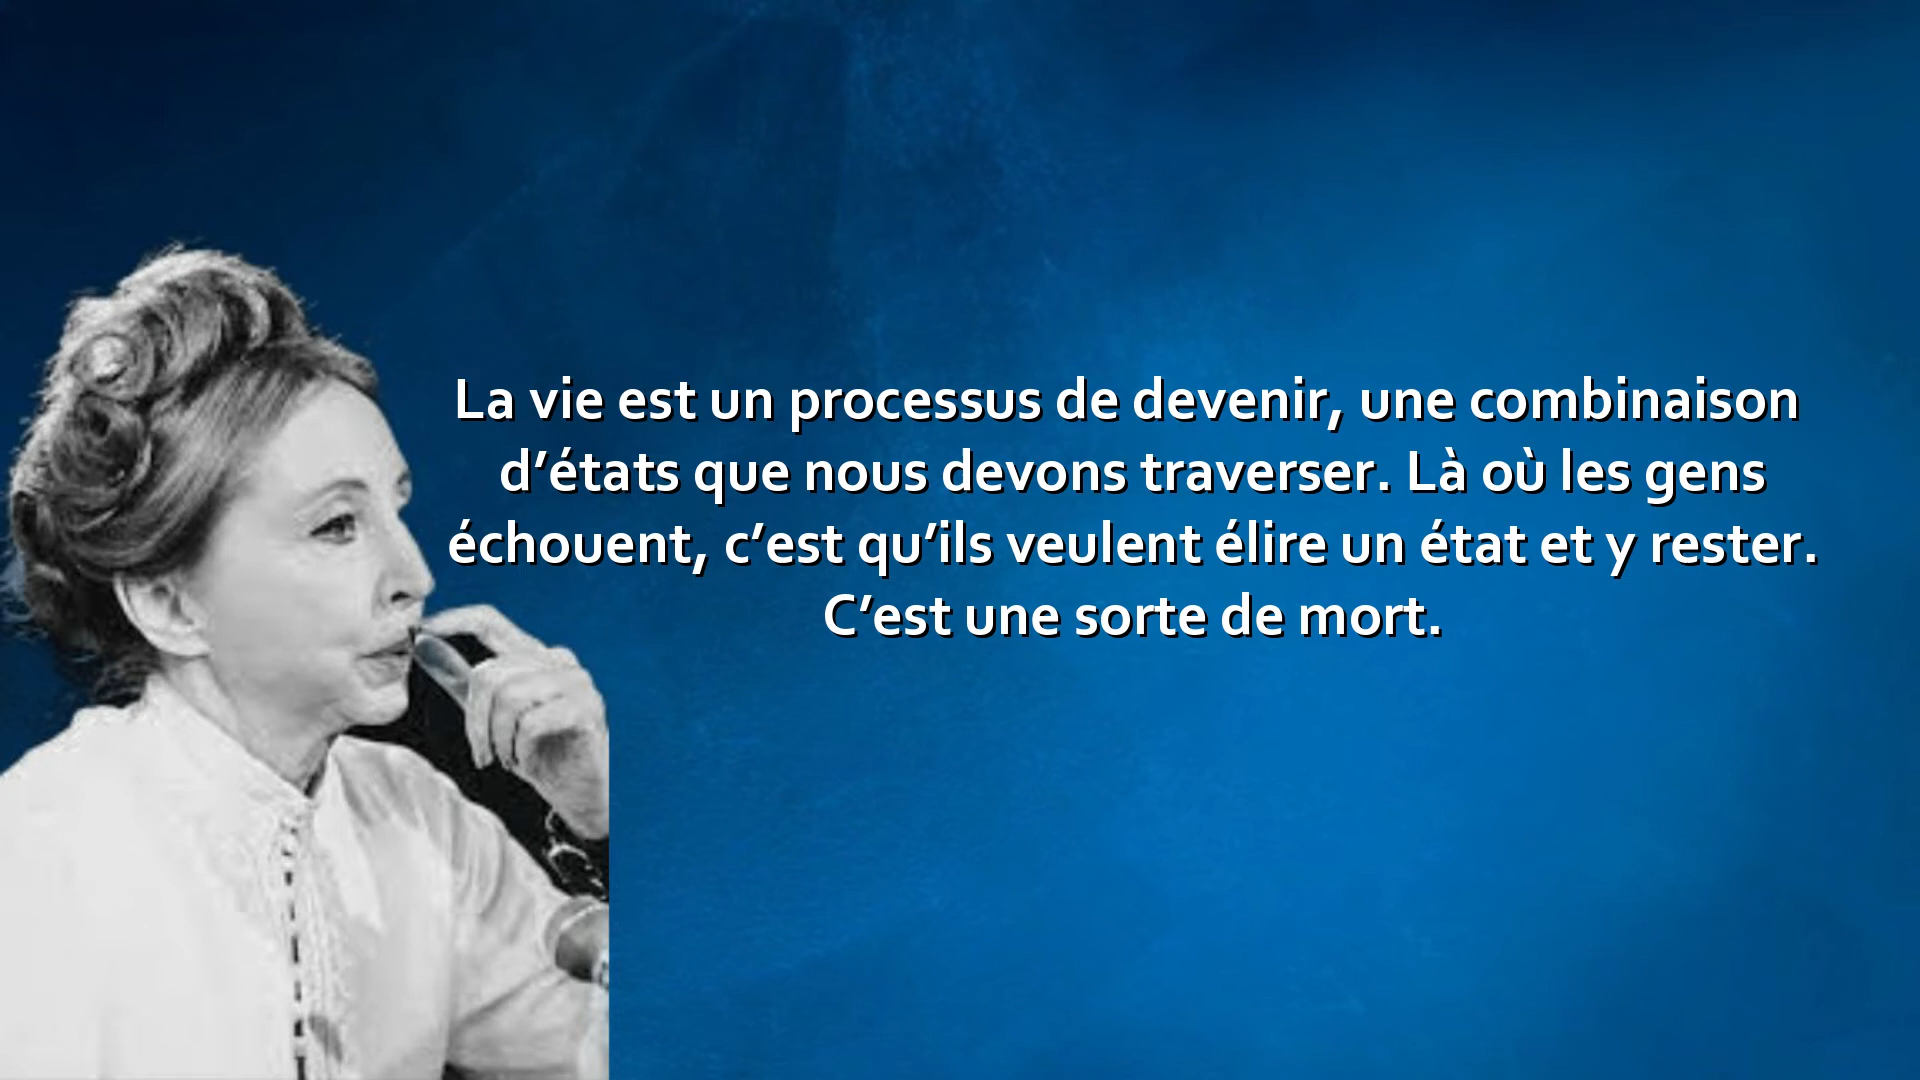 La vie est un processus de devenir, une combinaison
d’états que nous devons traverser. Là où les gens
échouent, c’est qu’ils veulent élire un état et y rester.
C’est une sorte de mort.